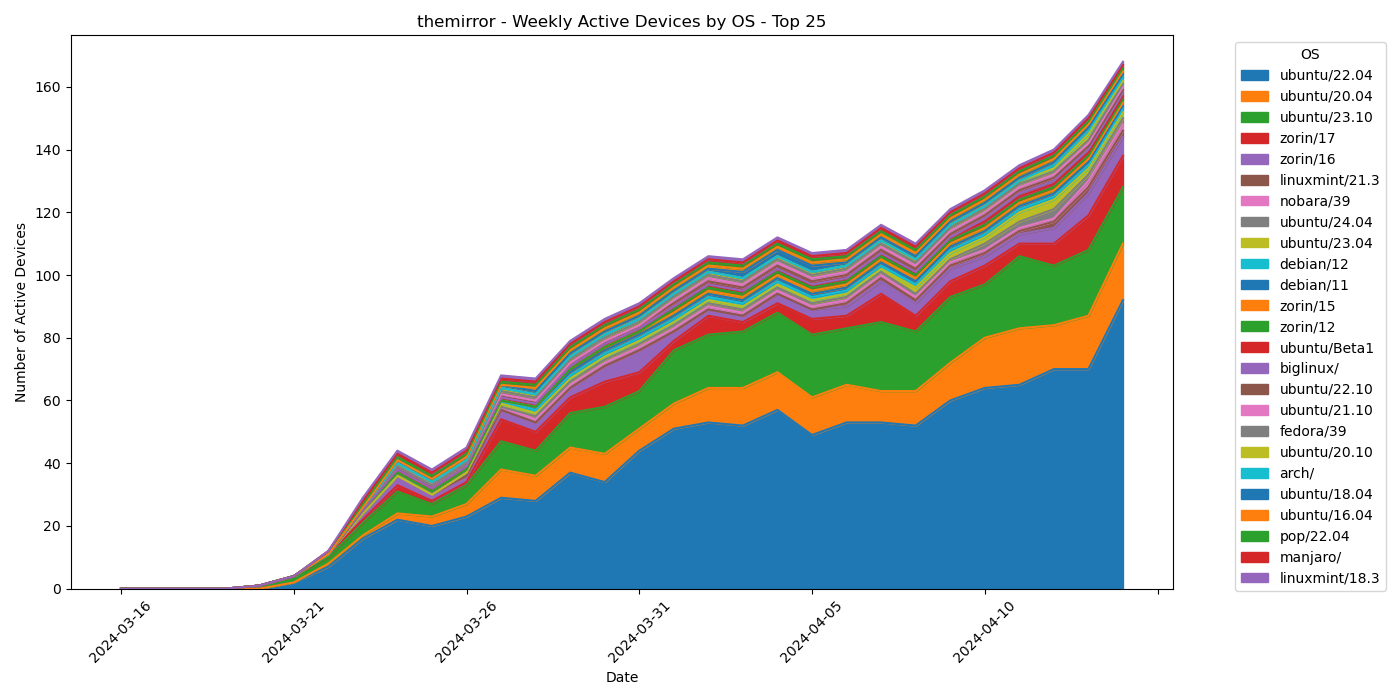 themirror - Weekly Active Devices by OS - Top 25
Number of Active Devices
160
140
120
100
80
60
40
20
0
2024-03-16
2024-03-21
2024-03-26
2024-03-31
2024-04-05
2024-04-10
Date
OS
ubuntu/22.04
ubuntu/20.04
ubuntu/23.10
zorin/17
zorin/16
linuxmint/21.3
nobara/39
ubuntu/24.04
ubuntu/23.04
debian/12
debian/11
zorin/15
zorin/12
ubuntu/Beta1
biglinux/
ubuntu/22.10
ubuntu/21.10
fedora/39
ubuntu/20.10
arch/
ubuntu/18.04
ubuntu/16.04
pop/22.04
manjaro/
linuxmint/18.3